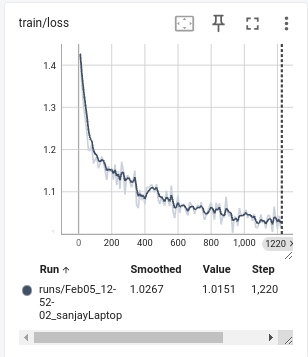 train/loss
1.4
1.3
1.2
1.1
0 200 400 600 800 1,000 1220 ×
Run ↑ Smoothed Value Step
runs/Feb05_12- 1.0267 1.0151 1,220
52-
02_sanjayLaptop